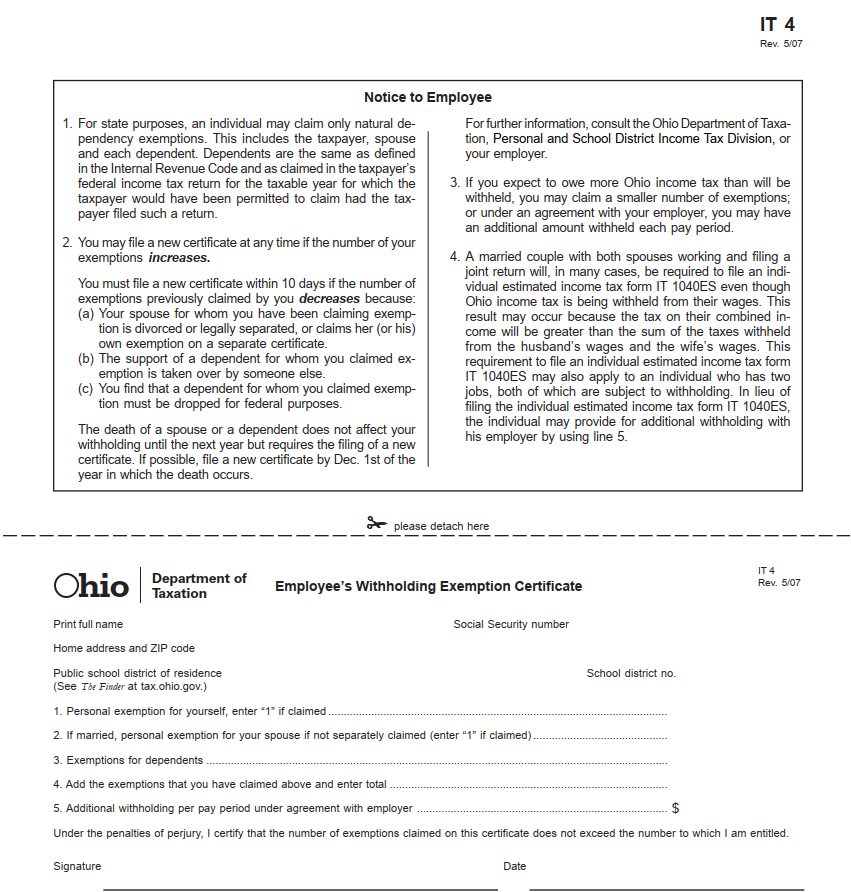 IT 4
Rev. 5/07
Notice to Employee
1. For state purposes, an individual may claim only natural de-
pendency exemptions. This includes the taxpayer, spouse
and each dependent. Dependents are the same as defined
in the Internal Revenue Code and as claimed in the taxpayer's
federal income tax return for the taxable year for which the
taxpayer would have been permitted to claim had the tax-
payer filed such a return.
2. You may file a new certificate at any time if the number of your
exemptions increases.
You must file a new certificate within 10 days if the number of
exemptions previously claimed by you decreases because:
(a) Your spouse for whom you have been claiming exemp-
tion is divorced or legally separated, or claims her (or his)
own exemption on a separate certificate.
(b) The support of a dependent for whom you claimed ex-
emption is taken over by someone else.
(c) You find that a dependent for whom you claimed exemp-
tion must be dropped for federal purposes.
The death of a spouse or a dependent does not affect your
withholding until the next year but requires the filing of a new
certificate. If possible, file a new certificate by Dec. 1st of the
year in which the death occurs.
For further information, consult the Ohio Department of Taxa-
tion, Personal and School District Income Tax Division, or
your employer.
3. If you expect to owe more Ohio income tax than will be
withheld, you may claim a smaller number of exemptions;
or under an agreement with your employer, you may have
an additional amount withheld each pay period.
4. A married couple with both spouses working and filing a
joint return will, in many cases, be required to file an indi-
vidual estimated income tax form IT 1040ES even though
Ohio income tax is being withheld from their wages. This
result may occur because the tax on their combined in-
come will be greater than the sum of the taxes withheld
from the husband's wages and the wife's wages. This
requirement to file an individual estimated income tax form
IT 1040ES may also apply to an individual who has two
jobs, both of which are subject to withholding. In lieu of
filing the individual estimated income tax form IT 1040ES,
the individual may provide for additional withholding with
his employer by using line 5.
please detach here
Ohio Department of
Taxation
Employee's Withholding Exemption Certificate
IT 4
Rev. 5/07
Print full name Social Security number
Home address and ZIP code
Public school district of residence School district no.
(See The Finder at tax.ohio.gov.)
1. Personal exemption for yourself, enter "1" if claimed
2. If married, personal exemption for your spouse if not separately claimed (enter "1" if claimed)
3. Exemptions for dependents
4. Add the exemptions that you have claimed above and enter total
5. Additional withholding per pay period under agreement with employer $
Under the penalties of perjury, I certify that the number of exemptions claimed on this certificate does not exceed the number to which I am entitled.
Signature Date